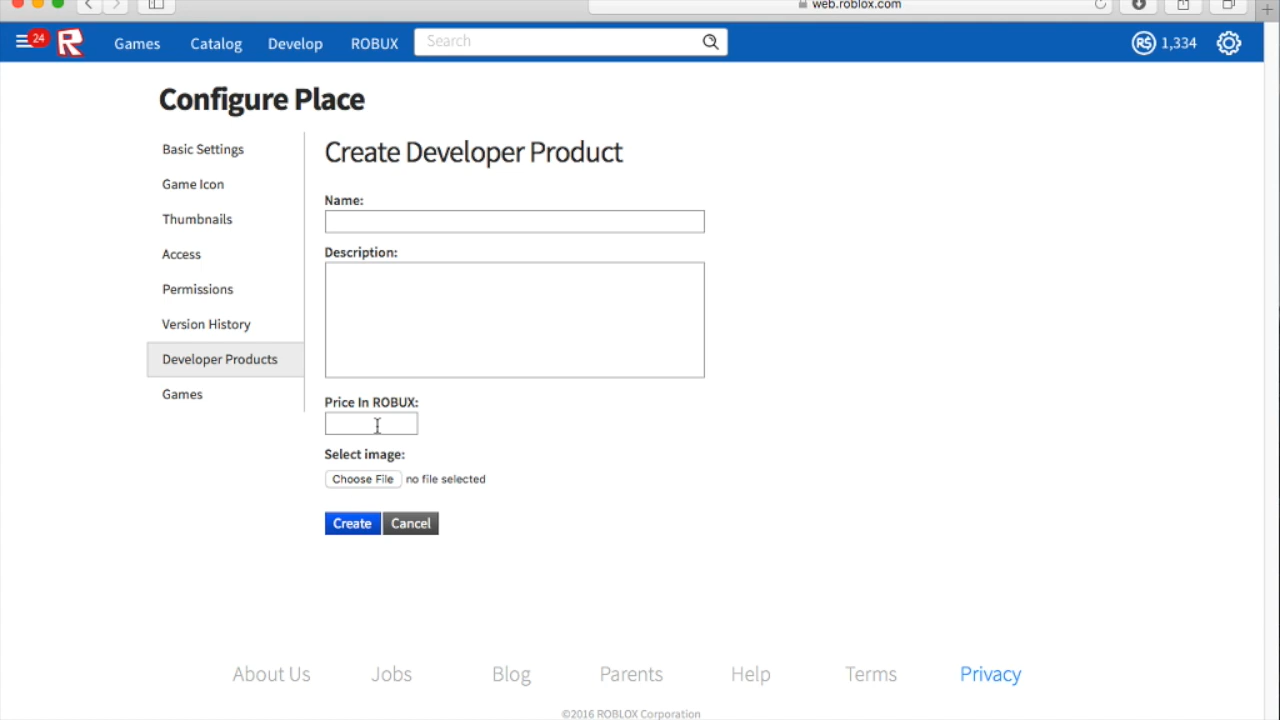 web.roblox.com
24
R
Games
Catalog
Develop
ROBUX
Search
R$ 1,334
Configure Place
Basic Settings
Game Icon
Thumbnails
Access
Permissions
Version History
Developer Products
Games
Create Developer Product
Name:
Description:
Price In ROBUX:
Select image:
Choose File no file selected
Create Cancel
About Us Jobs Blog Parents Help Terms Privacy
©2016 ROBLOX Corporation